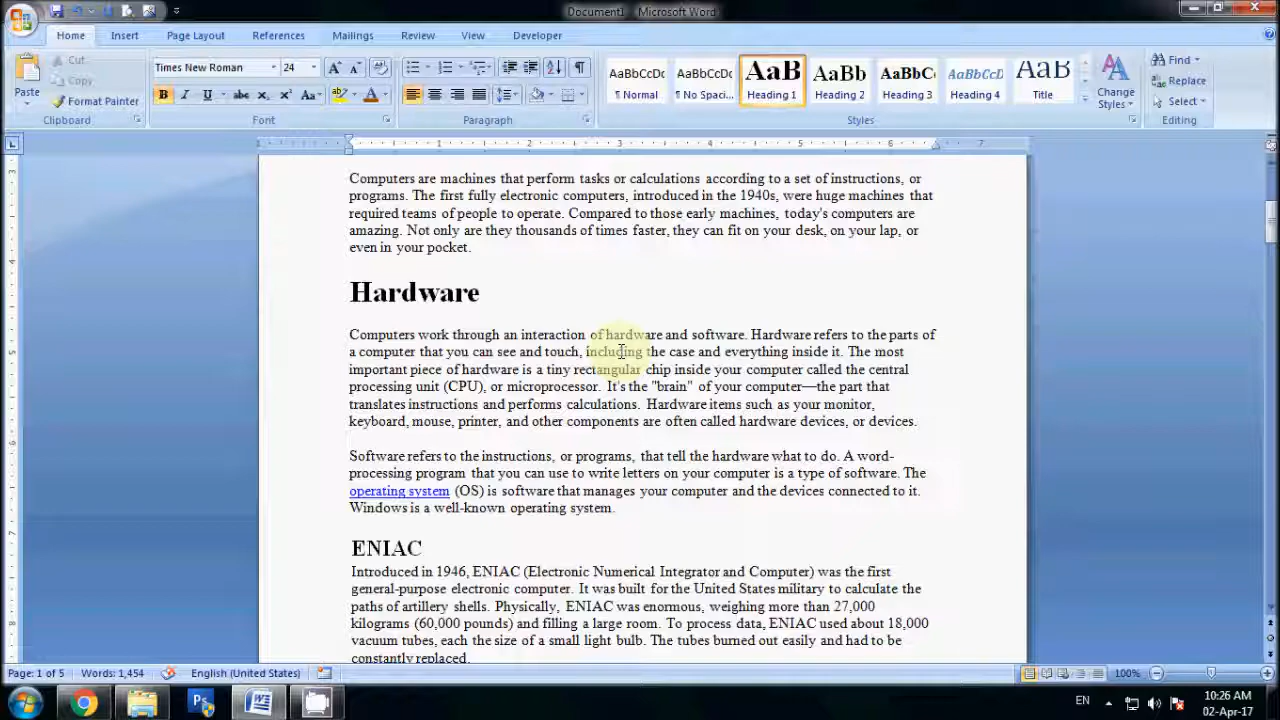 Document1 - Microsoft Word
Home Insert Page Layout References Mailings Review View Developer
Paste
Cut
Copy
Format Painter
Clipboard
Times New Roman 24
Font
Paragraph
AaBbCcDc AaBbCcDc AaB AaBb AaBbC AaBbCcD AaB
¶ Normal ¶ No Spaci... Heading 1 Heading 2 Heading 3 Heading 4 Title
Change Styles
Styles
Find
Replace
Select
Editing
1 2 3 4 5 6 7
Computers are machines that perform tasks or calculations according to a set of instructions, or
programs. The first fully electronic computers, introduced in the 1940s, were huge machines that
required teams of people to operate. Compared to those early machines, today's computers are
amazing. Not only are they thousands of times faster, they can fit on your desk, on your lap, or
even in your pocket.
Hardware
Computers work through an interaction of hardware and software. Hardware refers to the parts of
a computer that you can see and touch, including the case and everything inside it. The most
important piece of hardware is a tiny rectangular chip inside your computer called the central
processing unit (CPU), or microprocessor. It's the "brain" of your computer—the part that
translates instructions and performs calculations. Hardware items such as your monitor,
keyboard, mouse, printer, and other components are often called hardware devices, or devices.
Software refers to the instructions, or programs, that tell the hardware what to do. A word-
processing program that you can use to write letters on your computer is a type of software. The
operating system (OS) is software that manages your computer and the devices connected to it.
Windows is a well-known operating system.
ENIAC
Introduced in 1946, ENIAC (Electronic Numerical Integrator and Computer) was the first
general-purpose electronic computer. It was built for the United States military to calculate the
paths of artillery shells. Physically, ENIAC was enormous, weighing more than 27,000
kilograms (60,000 pounds) and filling a large room. To process data, ENIAC used about 18,000
vacuum tubes, each the size of a small light bulb. The tubes burned out easily and had to be
constantly replaced.
Page: 1 of 5 Words: 1,454 English (United States) 100%
EN 10:26 AM
02-Apr-17